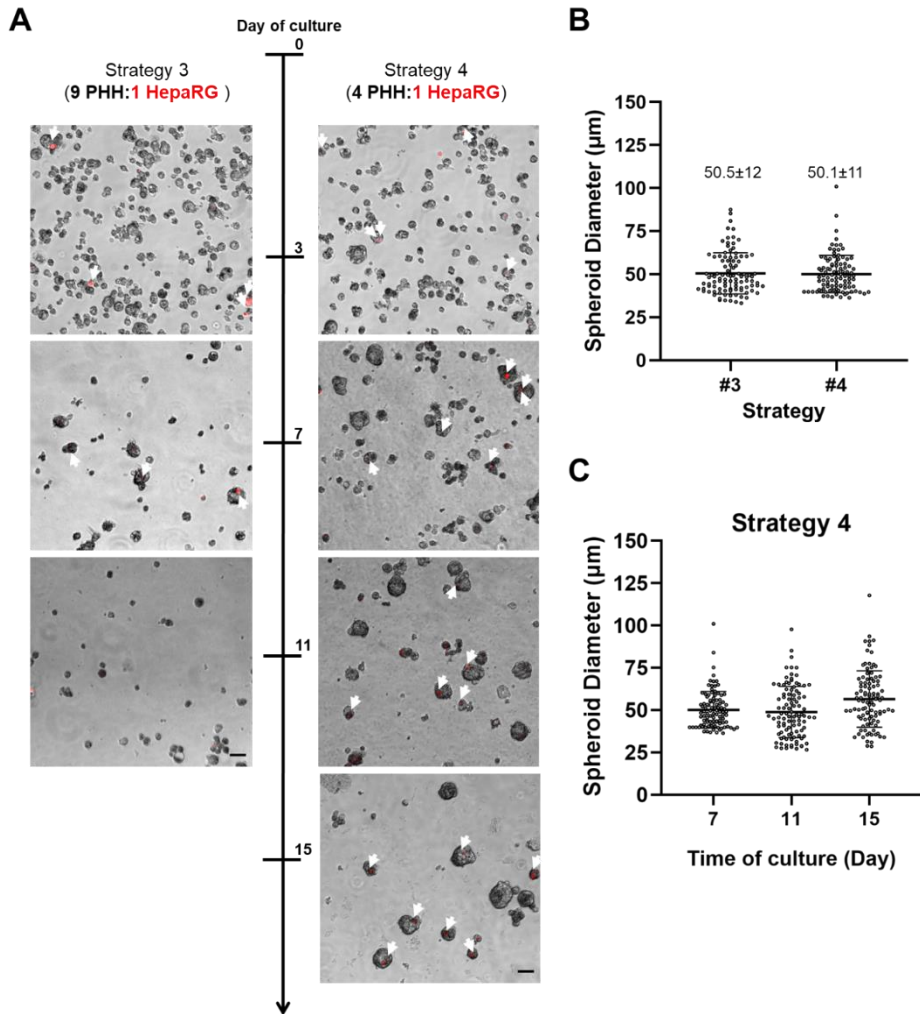 A
Day of culture
0
Strategy 3
(9 PHH:1 HepaRG )
Strategy 4
(4 PHH:1 HepaRG)
3
7
11
15
B
Spheroid Diameter (µm)
150
125
100
75
50
25
0
50.5±12 50.1±11
#3 #4
Strategy
C
Strategy 4
Spheroid Diameter (µm)
150
125
100
75
50
25
0
7 11 15
Time of culture (Day)